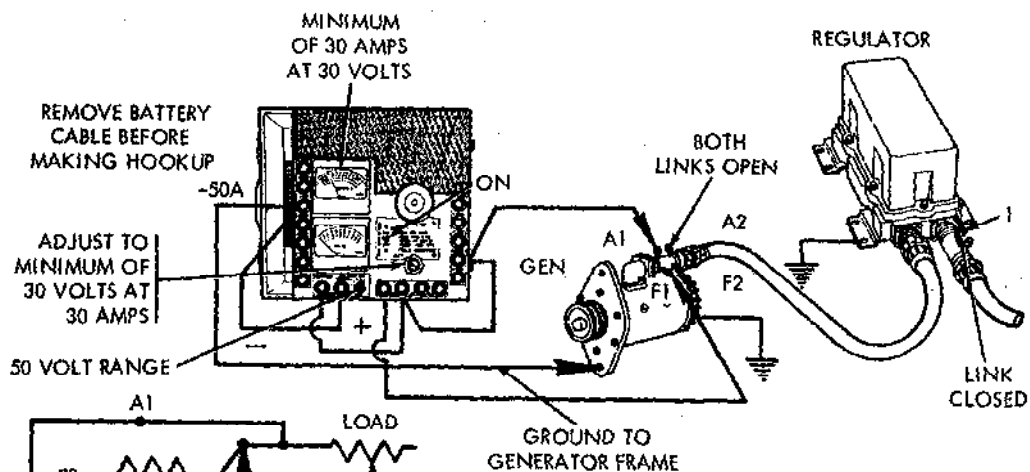 MINIMUM
OF 30 AMPS
AT 30 VOLTS
REGULATOR
REMOVE BATTERY
CABLE BEFORE
MAKING HOOKUP
BOTH
LINKS OPEN
-50A
ON
1
A1
A2
ADJUST TO
MINIMUM OF
30 VOLTS AT
30 AMPS
GEN
F1
F2
+
50 VOLT RANGE
LINK
CLOSED
A1
LOAD
GROUND TO
GENERATOR FRAME